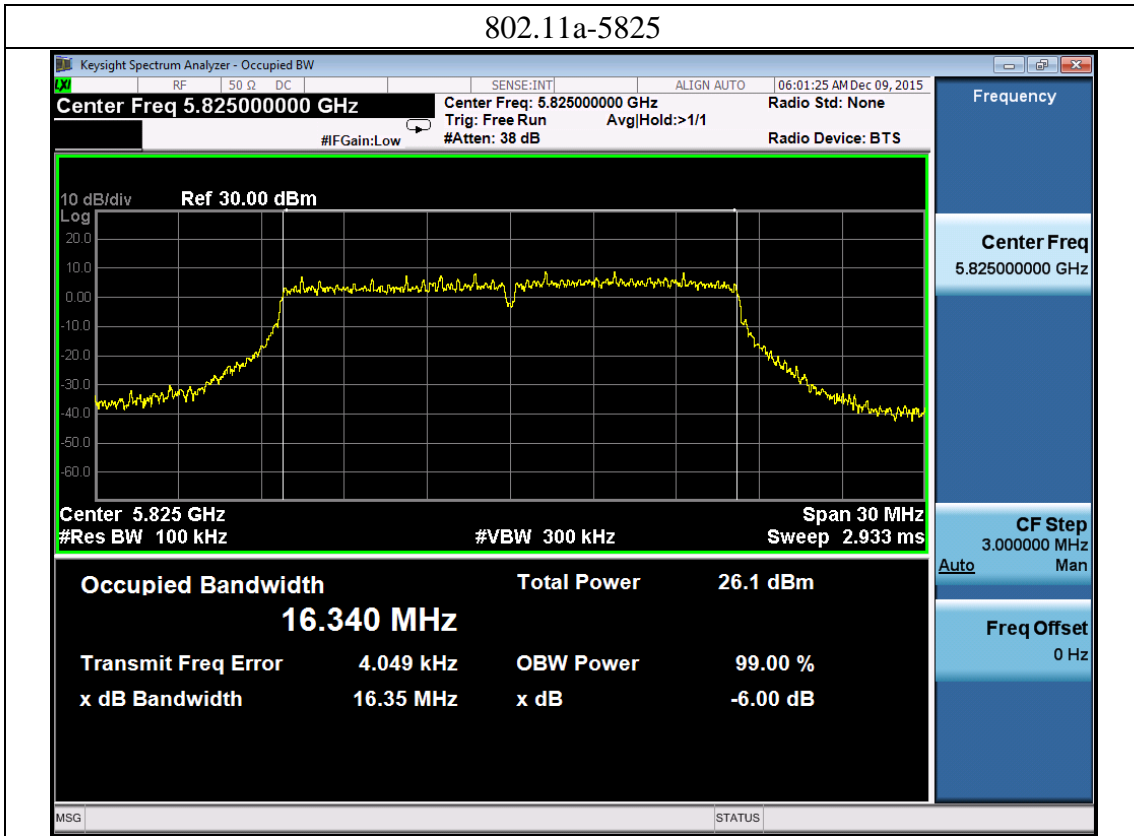 802.11a-5825
Keysight Spectrum Analyzer - Occupied BW
LXI RF 50 Ω DC SENSE:INT ALIGN AUTO 06:01:25 AM Dec 09, 2015
Center Freq 5.825000000 GHz
Center Freq: 5.825000000 GHz Radio Std: None
Trig: Free Run Avg|Hold:>1/1
#IFGain:Low #Atten: 38 dB Radio Device: BTS
10 dB/div Ref 30.00 dBm
Log
20.0
10.0
0.00
-10.0
-20.0
-30.0
-40.0
-50.0
-60.0
Center 5.825 GHz Span 30 MHz
#Res BW 100 kHz #VBW 300 kHz Sweep 2.933 ms
Occupied Bandwidth Total Power 26.1 dBm
16.340 MHz
Transmit Freq Error 4.049 kHz OBW Power 99.00 %
x dB Bandwidth 16.35 MHz x dB -6.00 dB
MSG STATUS
Frequency
Center Freq
5.825000000 GHz
CF Step
3.000000 MHz
Auto Man
Freq Offset
0 Hz